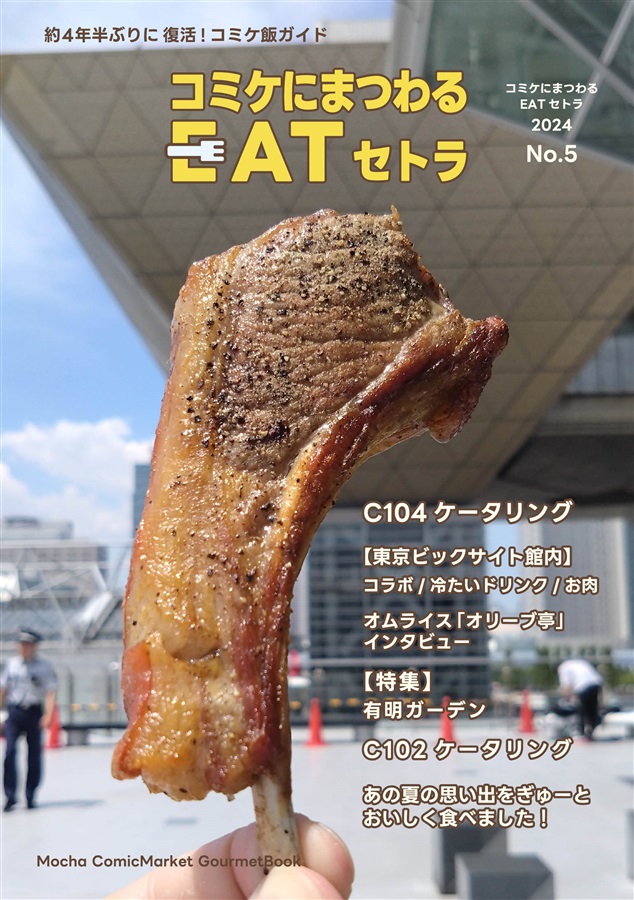 約4年半ぶりに 復活！コミケ飯ガイド
コミケにまつわる
EATセトラ
コミケにまつわる
EATセトラ
2024
No.5
C104 ケータリング
【東京ビックサイト館内】
コラボ / 冷たいドリンク / お肉
オムライス「オリーブ亭」
インタビュー
【特集】
有明ガーデン
C102 ケータリング
あの夏の思い出をぎゅーと
おいしく食べました！
Mocha ComicMarket GourmetBook